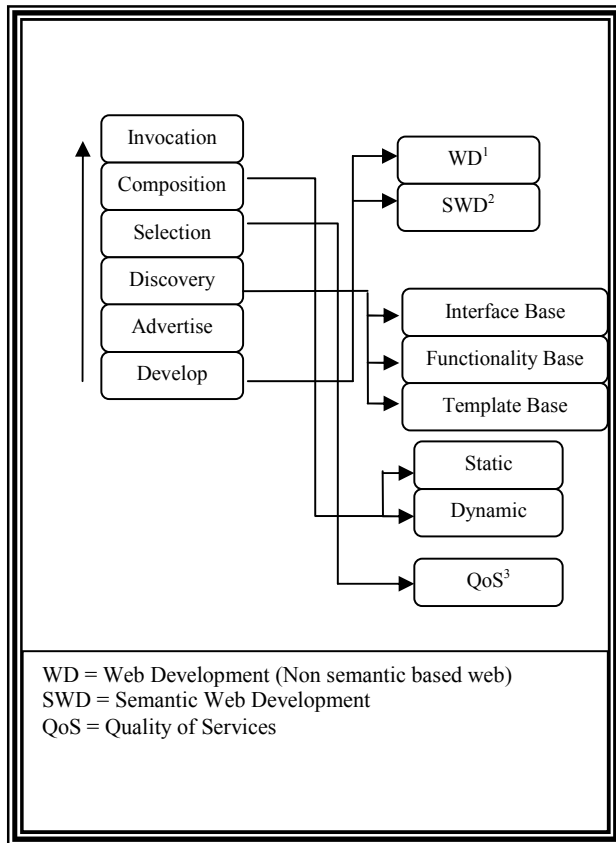 Invocation
Composition
Selection
Discovery
Advertise
Develop
WD¹
SWD²
Interface Base
Functionality Base
Template Base
Static
Dynamic
QoS³
WD = Web Development (Non semantic based web)
SWD = Semantic Web Development
QoS = Quality of Services